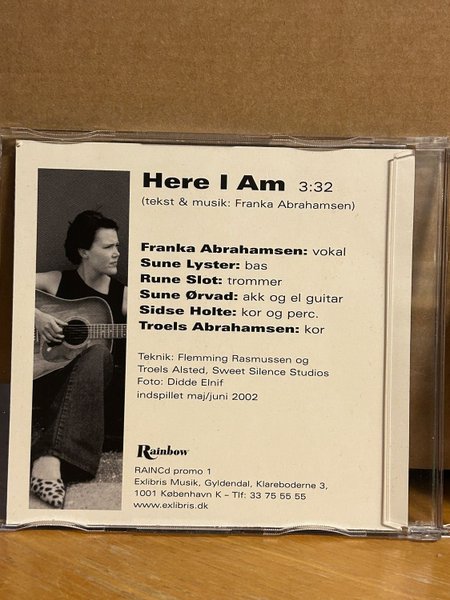 Here I Am 3:32
(tekst & musik: Franka Abrahamsen)
Franka Abrahamsen: vokal
Sune Lyster: bas
Rune Slot: trommer
Sune Ørvad: akk og el guitar
Sidse Holte: kor og perc.
Troels Abrahamsen: kor
Teknik: Flemming Rasmussen og
Troels Alsted, Sweet Silence Studios
Foto: Didde Elnif
indspillet maj/juni 2002
Rainbow
RAINCd promo 1
Exlibris Musik, Gyldendal, Klareboderne 3,
1001 København K - Tlf: 33 75 55 55
www.exlibris.dk